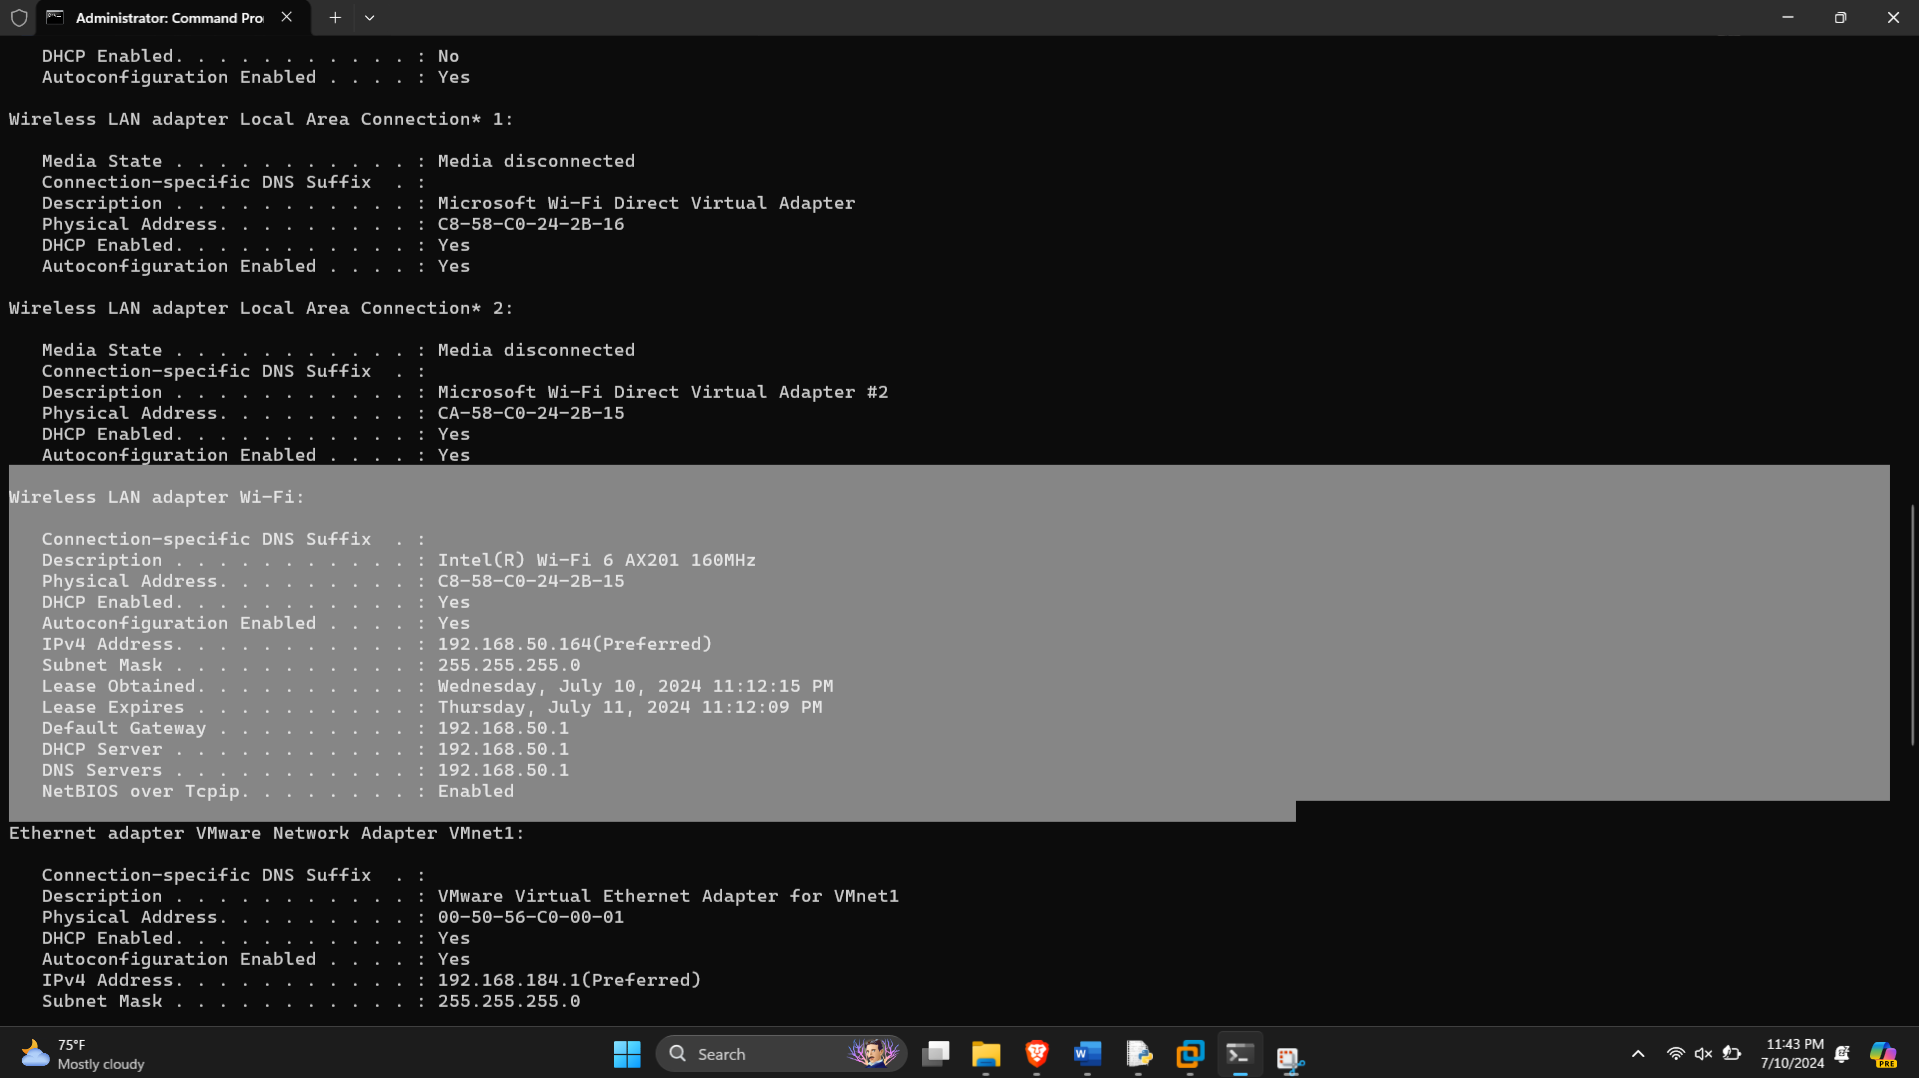 Administrator: Command Pro
DHCP Enabled. . . . . . . . . . . : No
Autoconfiguration Enabled . . . . : Yes
Wireless LAN adapter Local Area Connection* 1:
Media State . . . . . . . . . . . : Media disconnected
Connection-specific DNS Suffix  . :
Description . . . . . . . . . . . : Microsoft Wi-Fi Direct Virtual Adapter
Physical Address. . . . . . . . . : C8-58-C0-24-2B-16
DHCP Enabled. . . . . . . . . . . : Yes
Autoconfiguration Enabled . . . . : Yes
Wireless LAN adapter Local Area Connection* 2:
Media State . . . . . . . . . . . : Media disconnected
Connection-specific DNS Suffix  . :
Description . . . . . . . . . . . : Microsoft Wi-Fi Direct Virtual Adapter #2
Physical Address. . . . . . . . . : CA-58-C0-24-2B-15
DHCP Enabled. . . . . . . . . . . : Yes
Autoconfiguration Enabled . . . . : Yes
Wireless LAN adapter Wi-Fi:
Connection-specific DNS Suffix  . :
Description . . . . . . . . . . . : Intel(R) Wi-Fi 6 AX201 160MHz
Physical Address. . . . . . . . . : C8-58-C0-24-2B-15
DHCP Enabled. . . . . . . . . . . : Yes
Autoconfiguration Enabled . . . . : Yes
IPv4 Address. . . . . . . . . . . : 192.168.50.164(Preferred)
Subnet Mask . . . . . . . . . . . : 255.255.255.0
Lease Obtained. . . . . . . . . . : Wednesday, July 10, 2024 11:12:15 PM
Lease Expires . . . . . . . . . . : Thursday, July 11, 2024 11:12:09 PM
Default Gateway . . . . . . . . . : 192.168.50.1
DHCP Server . . . . . . . . . . . : 192.168.50.1
DNS Servers . . . . . . . . . . . : 192.168.50.1
NetBIOS over Tcpip. . . . . . . . : Enabled
Ethernet adapter VMware Network Adapter VMnet1:
Connection-specific DNS Suffix  . :
Description . . . . . . . . . . . : VMware Virtual Ethernet Adapter for VMnet1
Physical Address. . . . . . . . . : 00-50-56-C0-00-01
DHCP Enabled. . . . . . . . . . . : Yes
Autoconfiguration Enabled . . . . : Yes
IPv4 Address. . . . . . . . . . . : 192.168.184.1(Preferred)
Subnet Mask . . . . . . . . . . . : 255.255.255.0
75°F
Mostly cloudy
Search
W
11:43 PM
7/10/2024
PRE